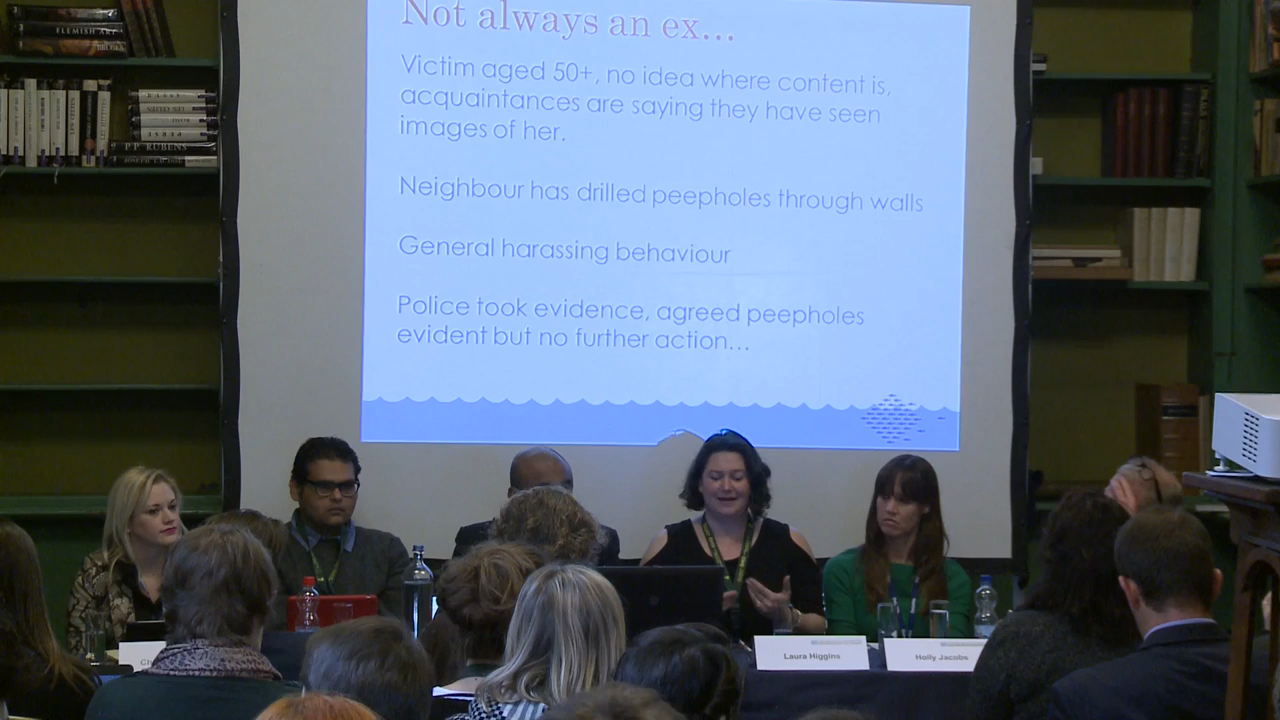 Not always an ex...
Victim aged 50+, no idea where content is,
acquaintances are saying they have seen
images of her.
Neighbour has drilled peepholes through walls
General harassing behaviour
Police took evidence, agreed peepholes
evident but no further action...
FLEMISH ART
P P RUBENS
Laura Higgins
Holly Jacobs
Ch